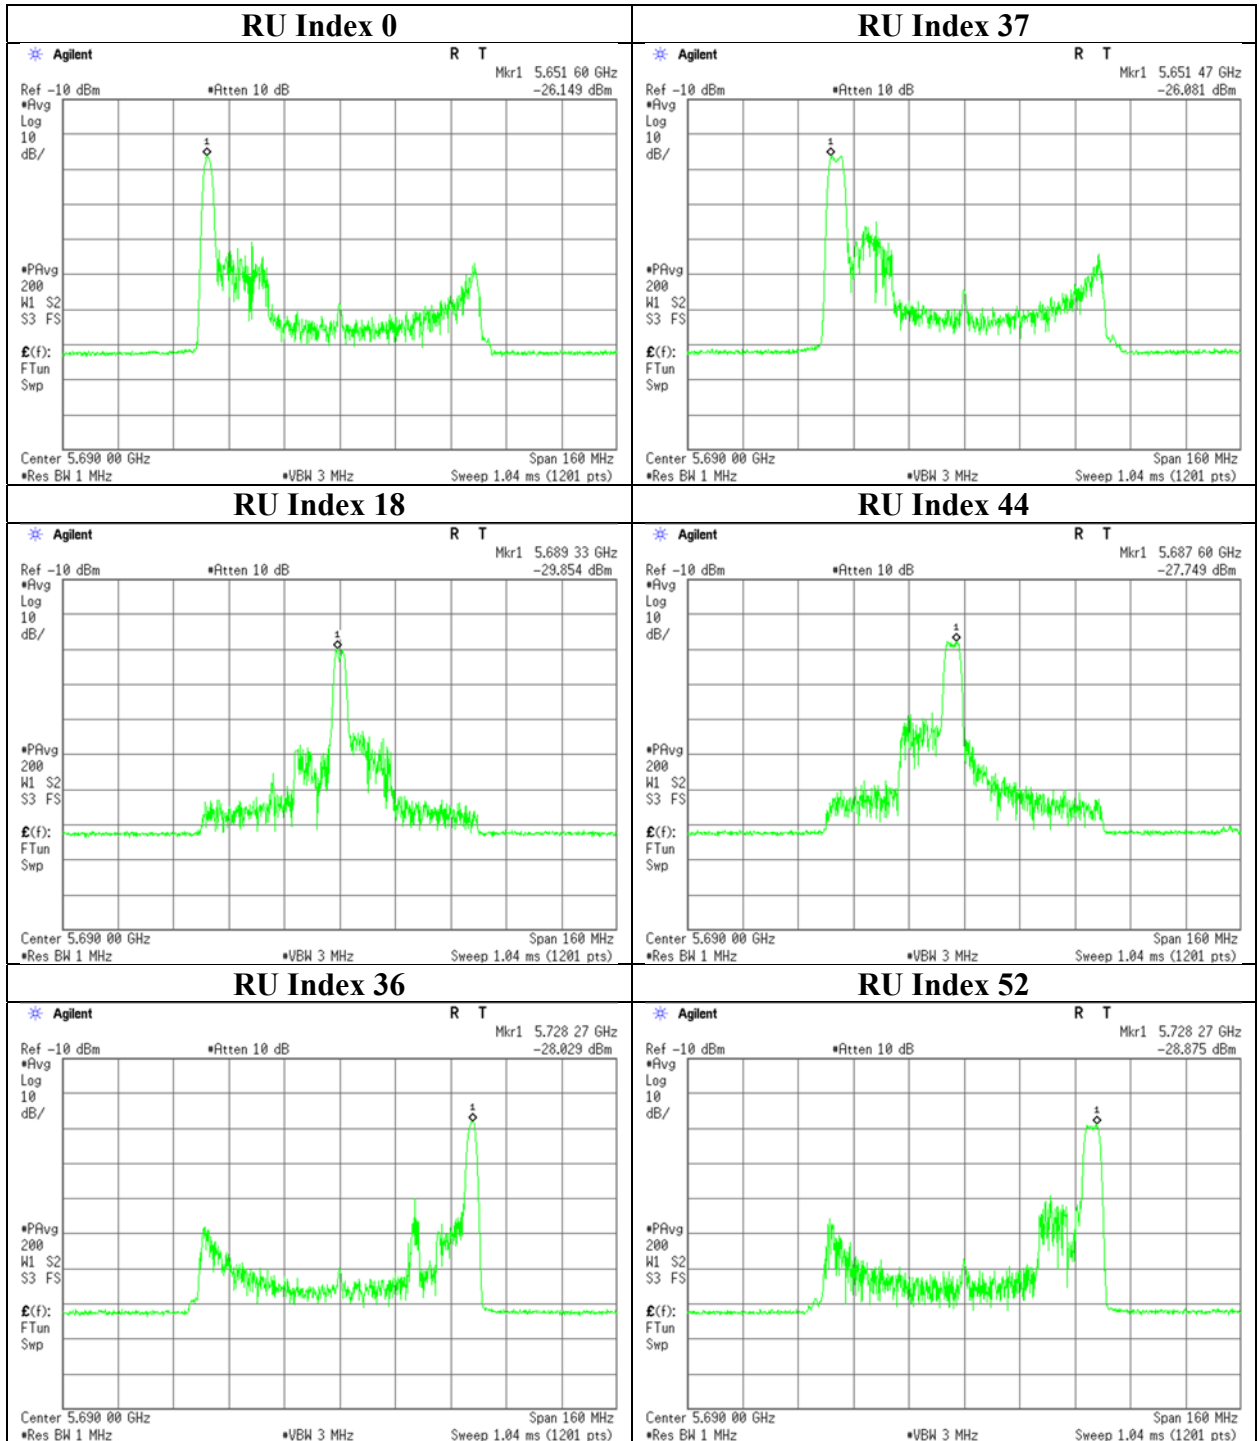 RU Index 0
Agilent
R T
Mkr1 5.651 60 GHz
Ref -10 dBm #Atten 10 dB -26.149 dBm
#Avg
Log
10
dB/
1
#PAvg
200
W1 S2
S3 FS
£(f):
FTun
Swp
Center 5.690 00 GHz Span 160 MHz
#Res BW 1 MHz #VBW 3 MHz Sweep 1.04 ms (1201 pts)
RU Index 37
Agilent
R T
Mkr1 5.651 47 GHz
Ref -10 dBm #Atten 10 dB -26.081 dBm
#Avg
Log
10
dB/
1
#PAvg
200
W1 S2
S3 FS
£(f):
FTun
Swp
Center 5.690 00 GHz Span 160 MHz
#Res BW 1 MHz #VBW 3 MHz Sweep 1.04 ms (1201 pts)
RU Index 18
Agilent
R T
Mkr1 5.689 33 GHz
Ref -10 dBm #Atten 10 dB -29.854 dBm
#Avg
Log
10
dB/
1
#PAvg
200
W1 S2
S3 FS
£(f):
FTun
Swp
Center 5.690 00 GHz Span 160 MHz
#Res BW 1 MHz #VBW 3 MHz Sweep 1.04 ms (1201 pts)
RU Index 44
Agilent
R T
Mkr1 5.687 60 GHz
Ref -10 dBm #Atten 10 dB -27.749 dBm
#Avg
Log
10
dB/
1
#PAvg
200
W1 S2
S3 FS
£(f):
FTun
Swp
Center 5.690 00 GHz Span 160 MHz
#Res BW 1 MHz #VBW 3 MHz Sweep 1.04 ms (1201 pts)
RU Index 36
Agilent
R T
Mkr1 5.728 27 GHz
Ref -10 dBm #Atten 10 dB -28.029 dBm
#Avg
Log
10
dB/
1
#PAvg
200
W1 S2
S3 FS
£(f):
FTun
Swp
Center 5.690 00 GHz Span 160 MHz
#Res BW 1 MHz #VBW 3 MHz Sweep 1.04 ms (1201 pts)
RU Index 52
Agilent
R T
Mkr1 5.728 27 GHz
Ref -10 dBm #Atten 10 dB -28.875 dBm
#Avg
Log
10
dB/
1
#PAvg
200
W1 S2
S3 FS
£(f):
FTun
Swp
Center 5.690 00 GHz Span 160 MHz
#Res BW 1 MHz #VBW 3 MHz Sweep 1.04 ms (1201 pts)